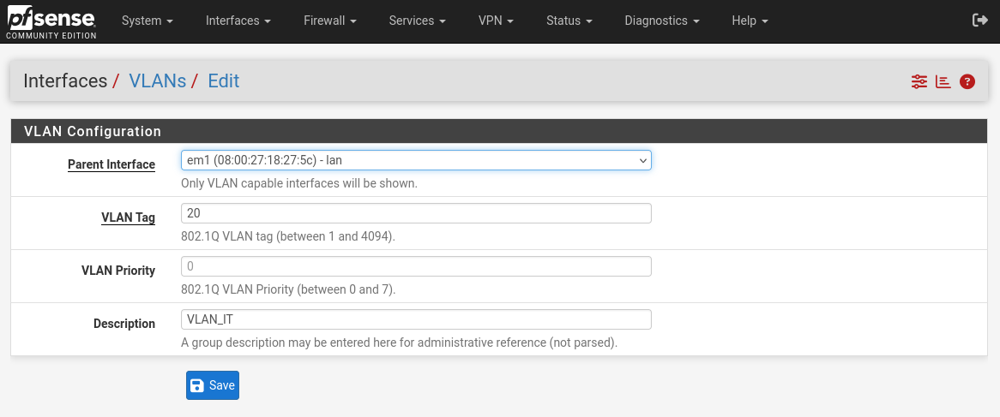 pfsense
COMMUNITY EDITION
System Interfaces Firewall Services VPN Status Diagnostics Help
Interfaces / VLANs / Edit
?
VLAN Configuration
Parent Interface em1 (08:00:27:18:27:5c) - lan
Only VLAN capable interfaces will be shown.
VLAN Tag 20
802.1Q VLAN tag (between 1 and 4094).
VLAN Priority 0
802.1Q VLAN Priority (between 0 and 7).
Description VLAN_IT
A group description may be entered here for administrative reference (not parsed).
Save